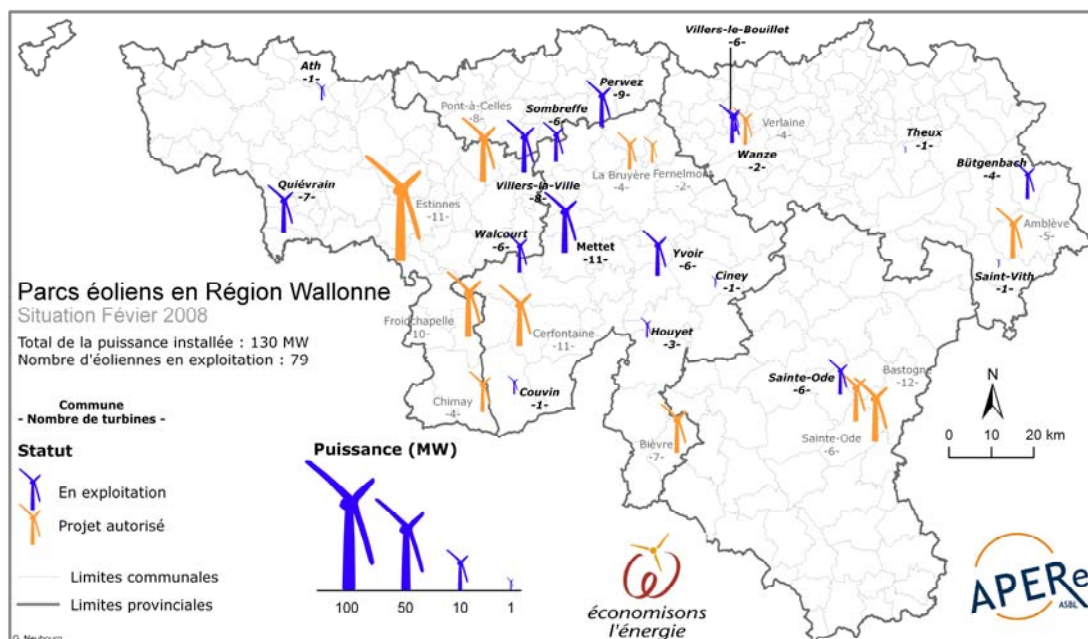 Villers-le-Bouillet
-6-
Ath
-1-
Perwez
-9-
Pont-à-Celles
-8-
Sombreffe
-6-
Verlaine
-4-
Theux
-1-
Wanze
-2-
La Bruyère
-4-
Fernelmont
-2-
Bütgenbach
-4-
Quiévrain
-7-
Villers-la-Ville
-8-
Estinnes
-11-
Amblève
-5-
Walcourt
-6-
Mettet
-11-
Yvoir
-6-
Ciney
-1-
Saint-Vith
-1-
Parcs éoliens en Région Wallonne
Situation Févier 2008
Total de la puissance installée : 130 MW
Nombre d'éoliennes en exploitation : 79
Froidchapelle
-10-
Cerfontaine
-11-
Houyet
-3-
Sainte-Ode
-6-
Bastogne
-12-
N
Chimay
-4-
Couvin
-1-
Commune
- Nombre de turbines -
Bièvre
-7-
Sainte-Ode
-6-
0 10 20 km
Statut
En exploitation
Projet autorisé
Limites communales
Limites provinciales
Puissance (MW)
100 50 10 1
économisons
l'énergie
APERe
ASBL
G. Neubourg